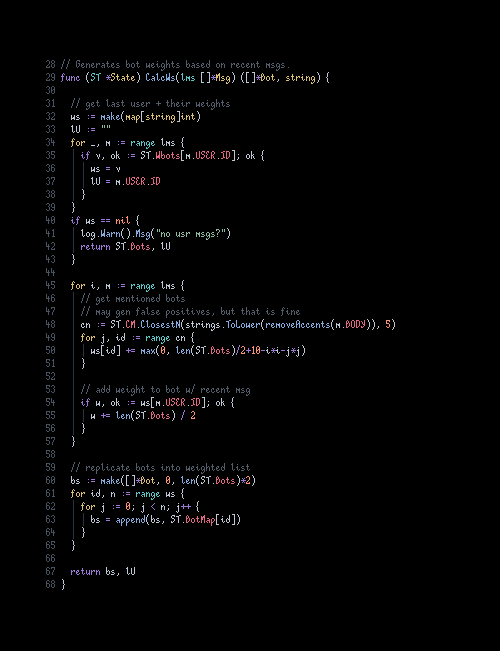 28 // Generates bot weights based on recent msgs.
29 func (ST *State) CalcWs(lms []*Msg) ([]*Bot, string) {
30
31 // get last user + their weights
32 ws := make(map[string]int)
33 lU := ""
34 for _, m := range lms {
35 if v, ok := ST.Wbots[m.USER.ID]; ok {
36 ws = v
37 lU = m.USER.ID
38 }
39 }
40 if ws == nil {
41 log.Warn().Msg("no usr msgs?")
42 return ST.Bots, lU
43 }
44
45 for i, m := range lms {
46 // get mentioned bots
47 // may gen false positives, but that is fine
48 cn := ST.CM.ClosestN(strings.ToLower(removeAccents(m.BODY)), 5)
49 for j, id := range cn {
50 ws[id] += max(0, len(ST.Bots)/2+10-i*i-j*j)
51 }
52
53 // add weight to bot w/ recent msg
54 if w, ok := ws[m.USER.ID]; ok {
55 w += len(ST.Bots) / 2
56 }
57 }
58
59 // replicate bots into weighted list
60 bs := make([]*Bot, 0, len(ST.Bots)*2)
61 for id, n := range ws {
62 for j := 0; j < n; j++ {
63 bs = append(bs, ST.BotMap[id])
64 }
65 }
66
67 return bs, lU
68 }